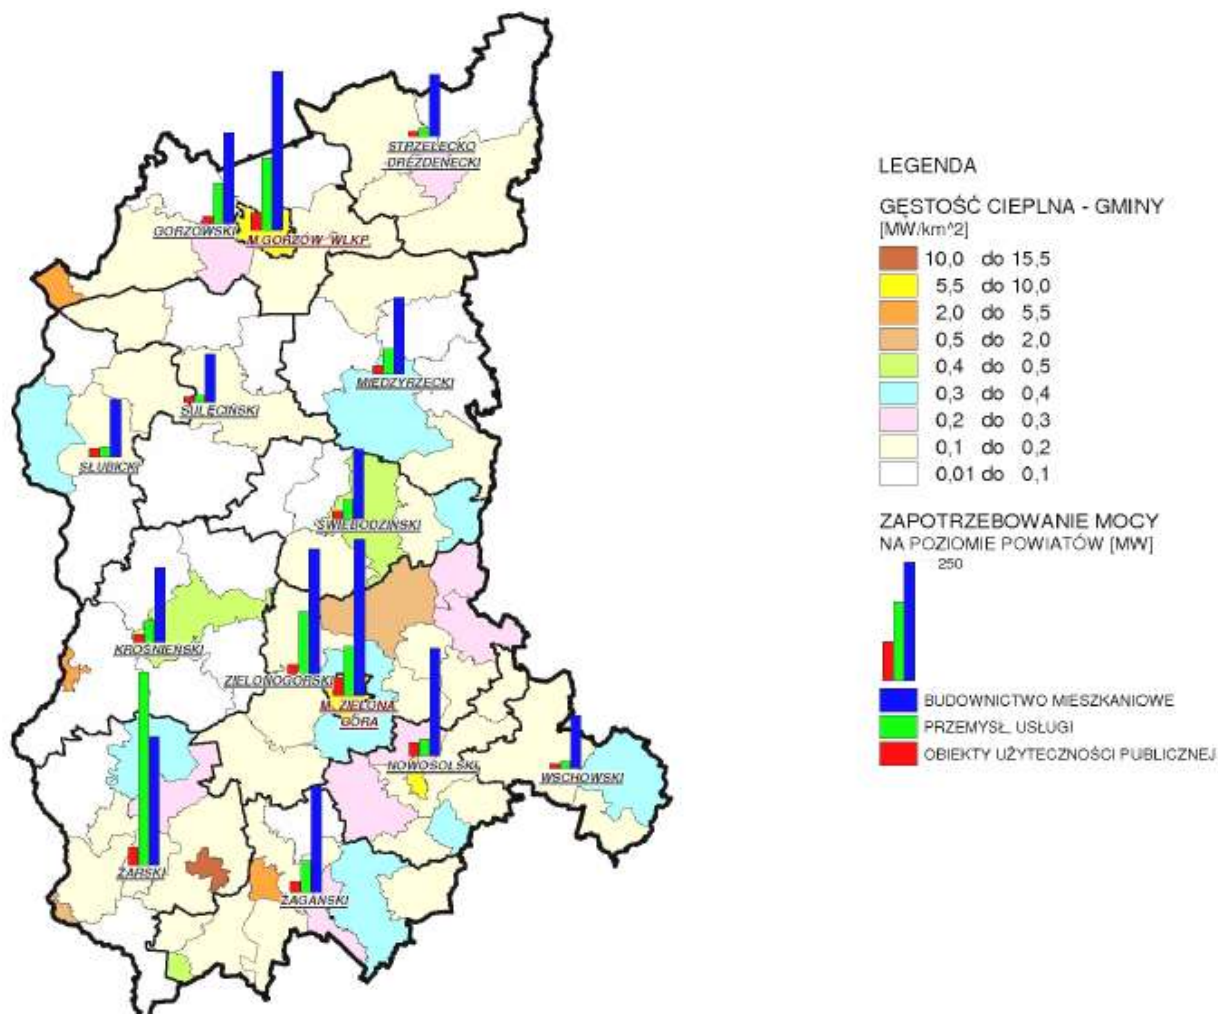 STRZELECKO
DREZDENECKI
GORZOWSKI
M.GORZÓW WLKP.
MIĘDZYRZECKI
SULĘCIŃSKI
SŁUBICKI
ŚWIEBODZIŃSKI
KROŚNIEŃSKI
ZIELONOGÓRSKI
M. ZIELONA
GÓRA
NOWOSOLSKI
WSCHOWSKI
ŻARSKI
ŻAGAŃSKI
LEGENDA
GĘSTOŚĆ CIEPLNA - GMINY
[MW/km^2]
10,0 do 15,5
5,5 do 10,0
2,0 do 5,5
0,5 do 2,0
0,4 do 0,5
0,3 do 0,4
0,2 do 0,3
0,1 do 0,2
0,01 do 0,1
ZAPOTRZEBOWANIE MOCY
NA POZIOMIE POWIATÓW [MW]
250
BUDOWNICTWO MIESZKANIOWE
PRZEMYSŁ, USŁUGI
OBIEKTY UŻYTECZNOŚCI PUBLICZNEJ